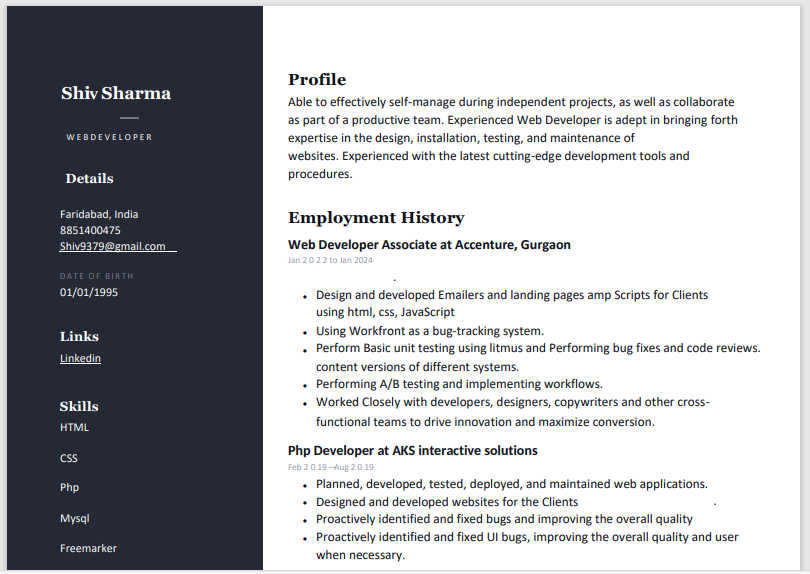 Shiv Sharma
WEBDEVELOPER
Details
Faridabad, India
8851400475
Shiv9379@gmail.com
DATE OF BIRTH
01/01/1995
Links
Linkedin
Skills
HTML
CSS
Php
Mysql
Freemarker
Profile
Able to effectively self-manage during independent projects, as well as collaborate
as part of a productive team. Experienced Web Developer is adept in bringing forth
expertise in the design, installation, testing, and maintenance of
websites. Experienced with the latest cutting-edge development tools and
procedures.
Employment History
Web Developer Associate at Accenture, Gurgaon
Jan 2 0 2 2 to Jan 2024
.
• Design and developed Emailers and landing pages amp Scripts for Clients
using html, css, JavaScript
• Using Workfront as a bug-tracking system.
• Perform Basic unit testing using litmus and Performing bug fixes and code reviews.
content versions of different systems.
• Performing A/B testing and implementing workflows.
• Worked Closely with developers, designers, copywriters and other cross-
functional teams to drive innovation and maximize conversion.
Php Developer at AKS interactive solutions
Feb 2 0 19 –Aug 2 0 19
• Planned, developed, tested, deployed, and maintained web applications.
• Designed and developed websites for the Clients .
• Proactively identified and fixed bugs and improving the overall quality
• Proactively identified and fixed UI bugs, improving the overall quality and user
when necessary.